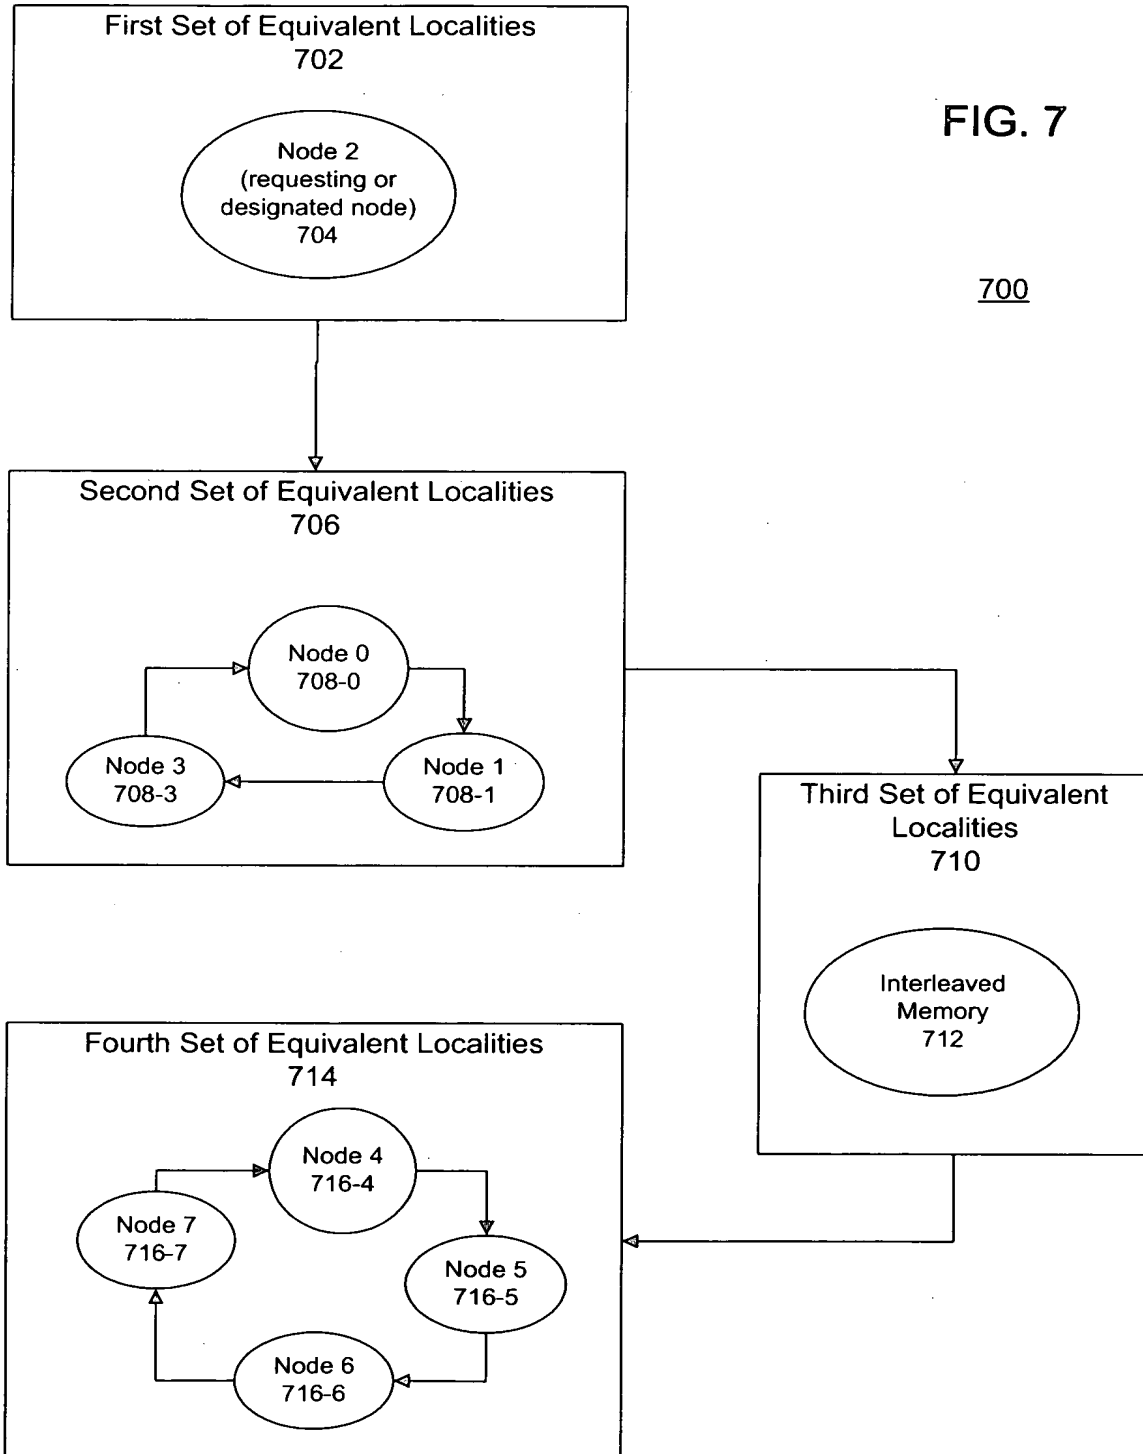 First Set of Equivalent Localities
702
Node 2
(requesting or
designated node)
704
FIG. 7
700
Second Set of Equivalent Localities
706
Node 0
708-0
Node 3
708-3
Node 1
708-1
Third Set of Equivalent
Localities
710
Interleaved
Memory
712
Fourth Set of Equivalent Localities
714
Node 4
716-4
Node 7
716-7
Node 5
716-5
Node 6
716-6